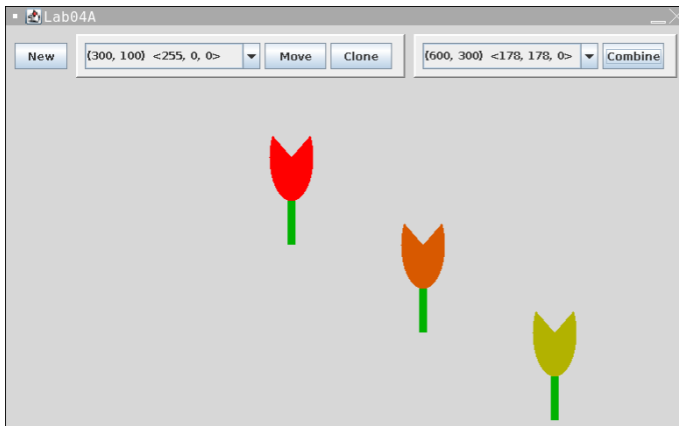 Lab04A
New
(300, 100) <255, 0, 0>
Move
Clone
(600, 300) <178, 178, 0>
Combine